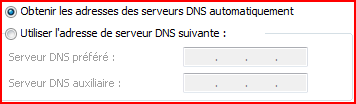 Obtenir les adresses des serveurs DNS automatiquement
Utiliser l'adresse de serveur DNS suivante :
Serveur DNS préféré :
Serveur DNS auxiliaire :